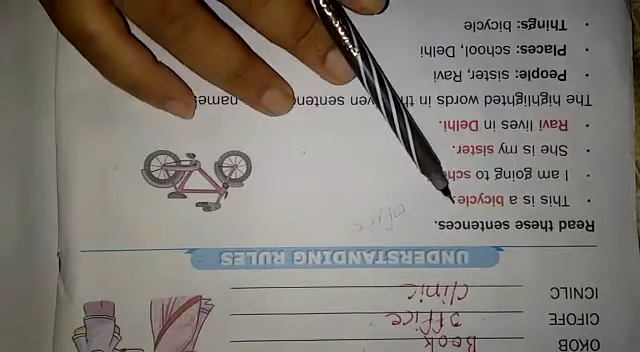 OKOB Book
CIFOFE office
ICNILC clinic
UNDERSTANDING RULES
Read these sentences.
• This is a bicycle.
• I am going to
• She is my sister.
• Ravi lives in Delhi.
The highlighted words in
• People: sister, Ravi
• Places: school, Delhi
• Things: bicycle